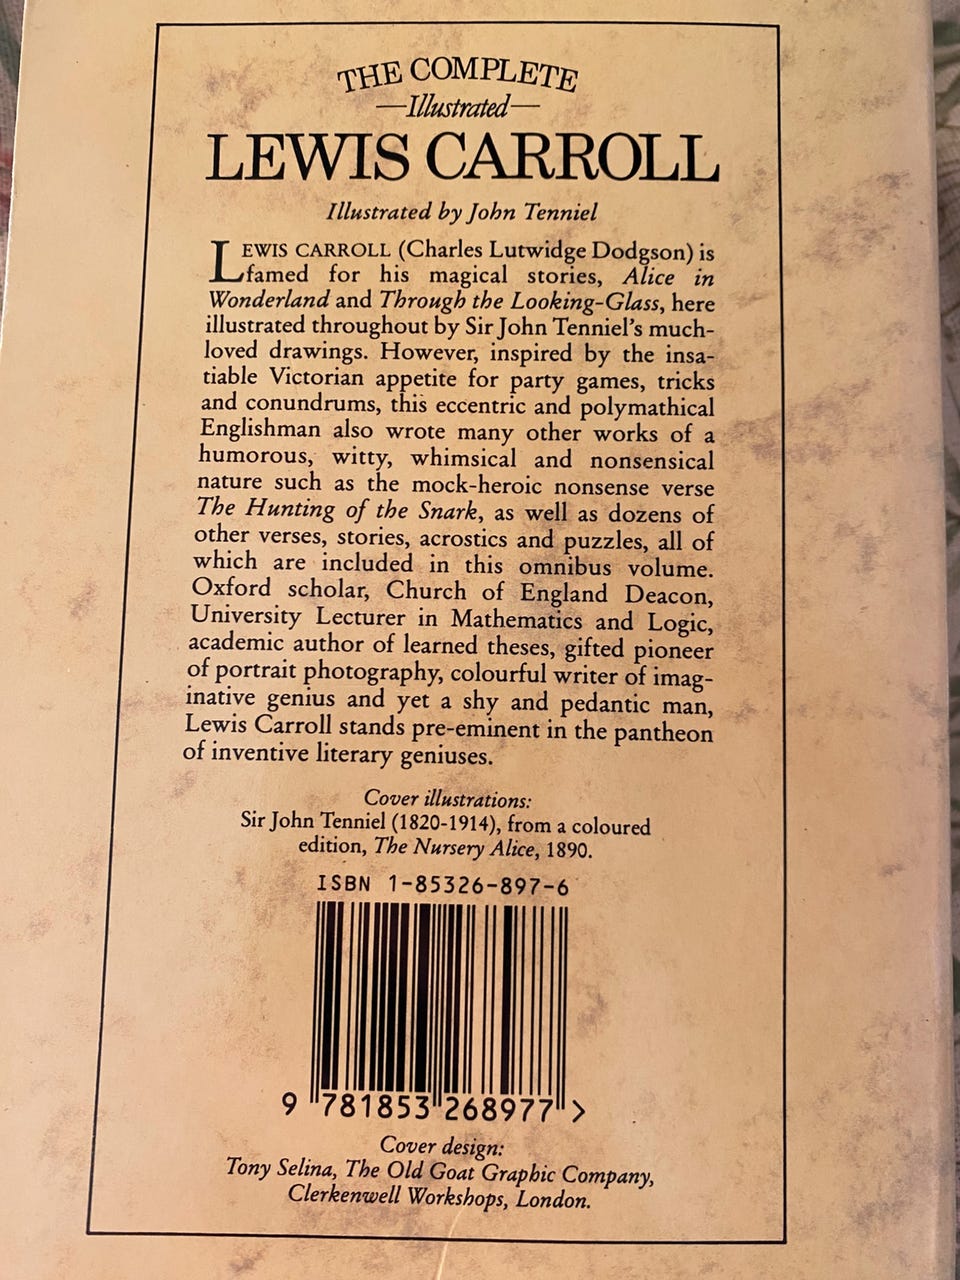 THE COMPLETE
—Illustrated—
LEWIS CARROLL
Illustrated by John Tenniel
LEWIS CARROLL (Charles Lutwidge Dodgson) is
famed for his magical stories, Alice in
Wonderland and Through the Looking-Glass, here
illustrated throughout by Sir John Tenniel's much-
loved drawings. However, inspired by the insa-
tiable Victorian appetite for party games, tricks
and conundrums, this eccentric and polymathical
Englishman also wrote many other works of a
humorous, witty, whimsical and nonsensical
nature such as the mock-heroic nonsense verse
The Hunting of the Snark, as well as dozens of
other verses, stories, acrostics and puzzles, all of
which are included in this omnibus volume.
Oxford scholar, Church of England Deacon,
University Lecturer in Mathematics and Logic,
academic author of learned theses, gifted pioneer
of portrait photography, colourful writer of imag-
inative genius and yet a shy and pedantic man,
Lewis Carroll stands pre-eminent in the pantheon
of inventive literary geniuses.
Cover illustrations:
Sir John Tenniel (1820-1914), from a coloured
edition, The Nursery Alice, 1890.
ISBN 1-85326-897-6
9 781853 268977 >
Cover design:
Tony Selina, The Old Goat Graphic Company,
Clerkenwell Workshops, London.